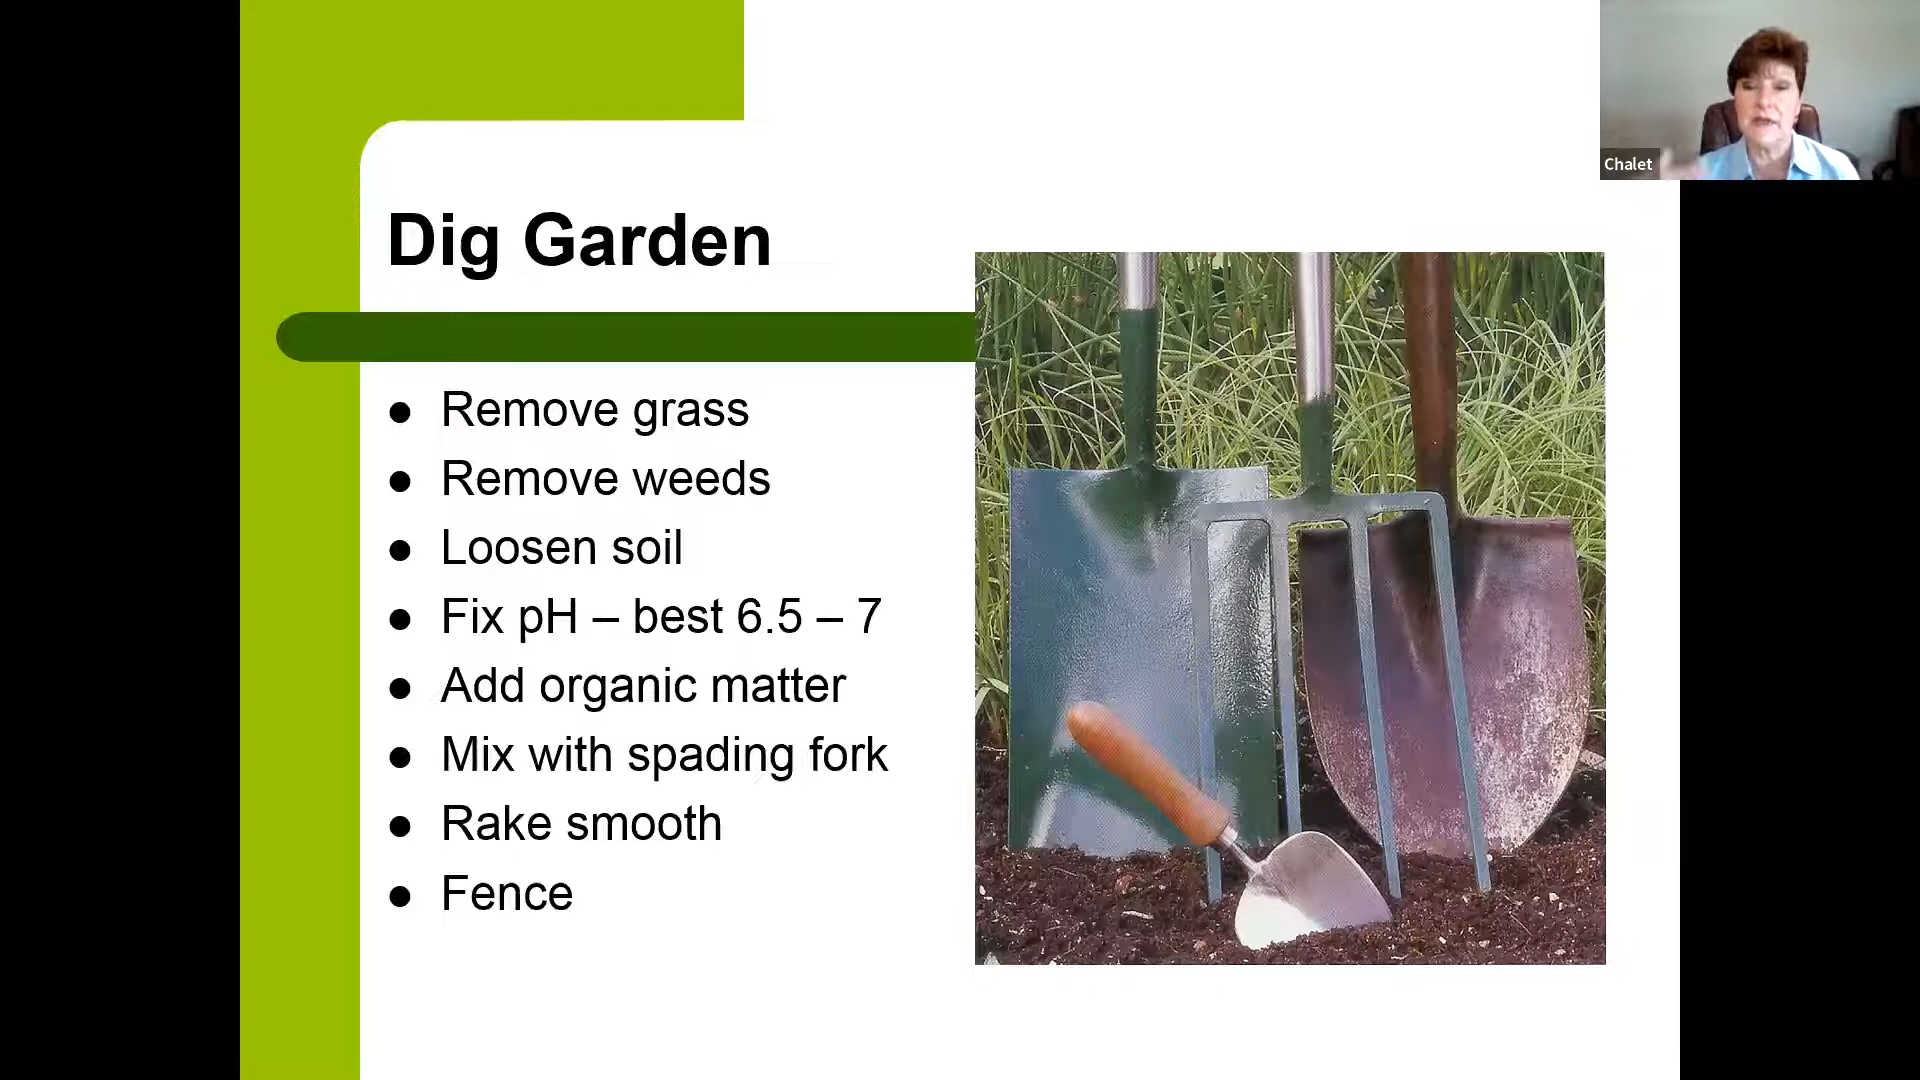 Chalet
Dig Garden
● Remove grass
● Remove weeds
● Loosen soil
● Fix pH – best 6.5 – 7
● Add organic matter
● Mix with spading fork
● Rake smooth
● Fence